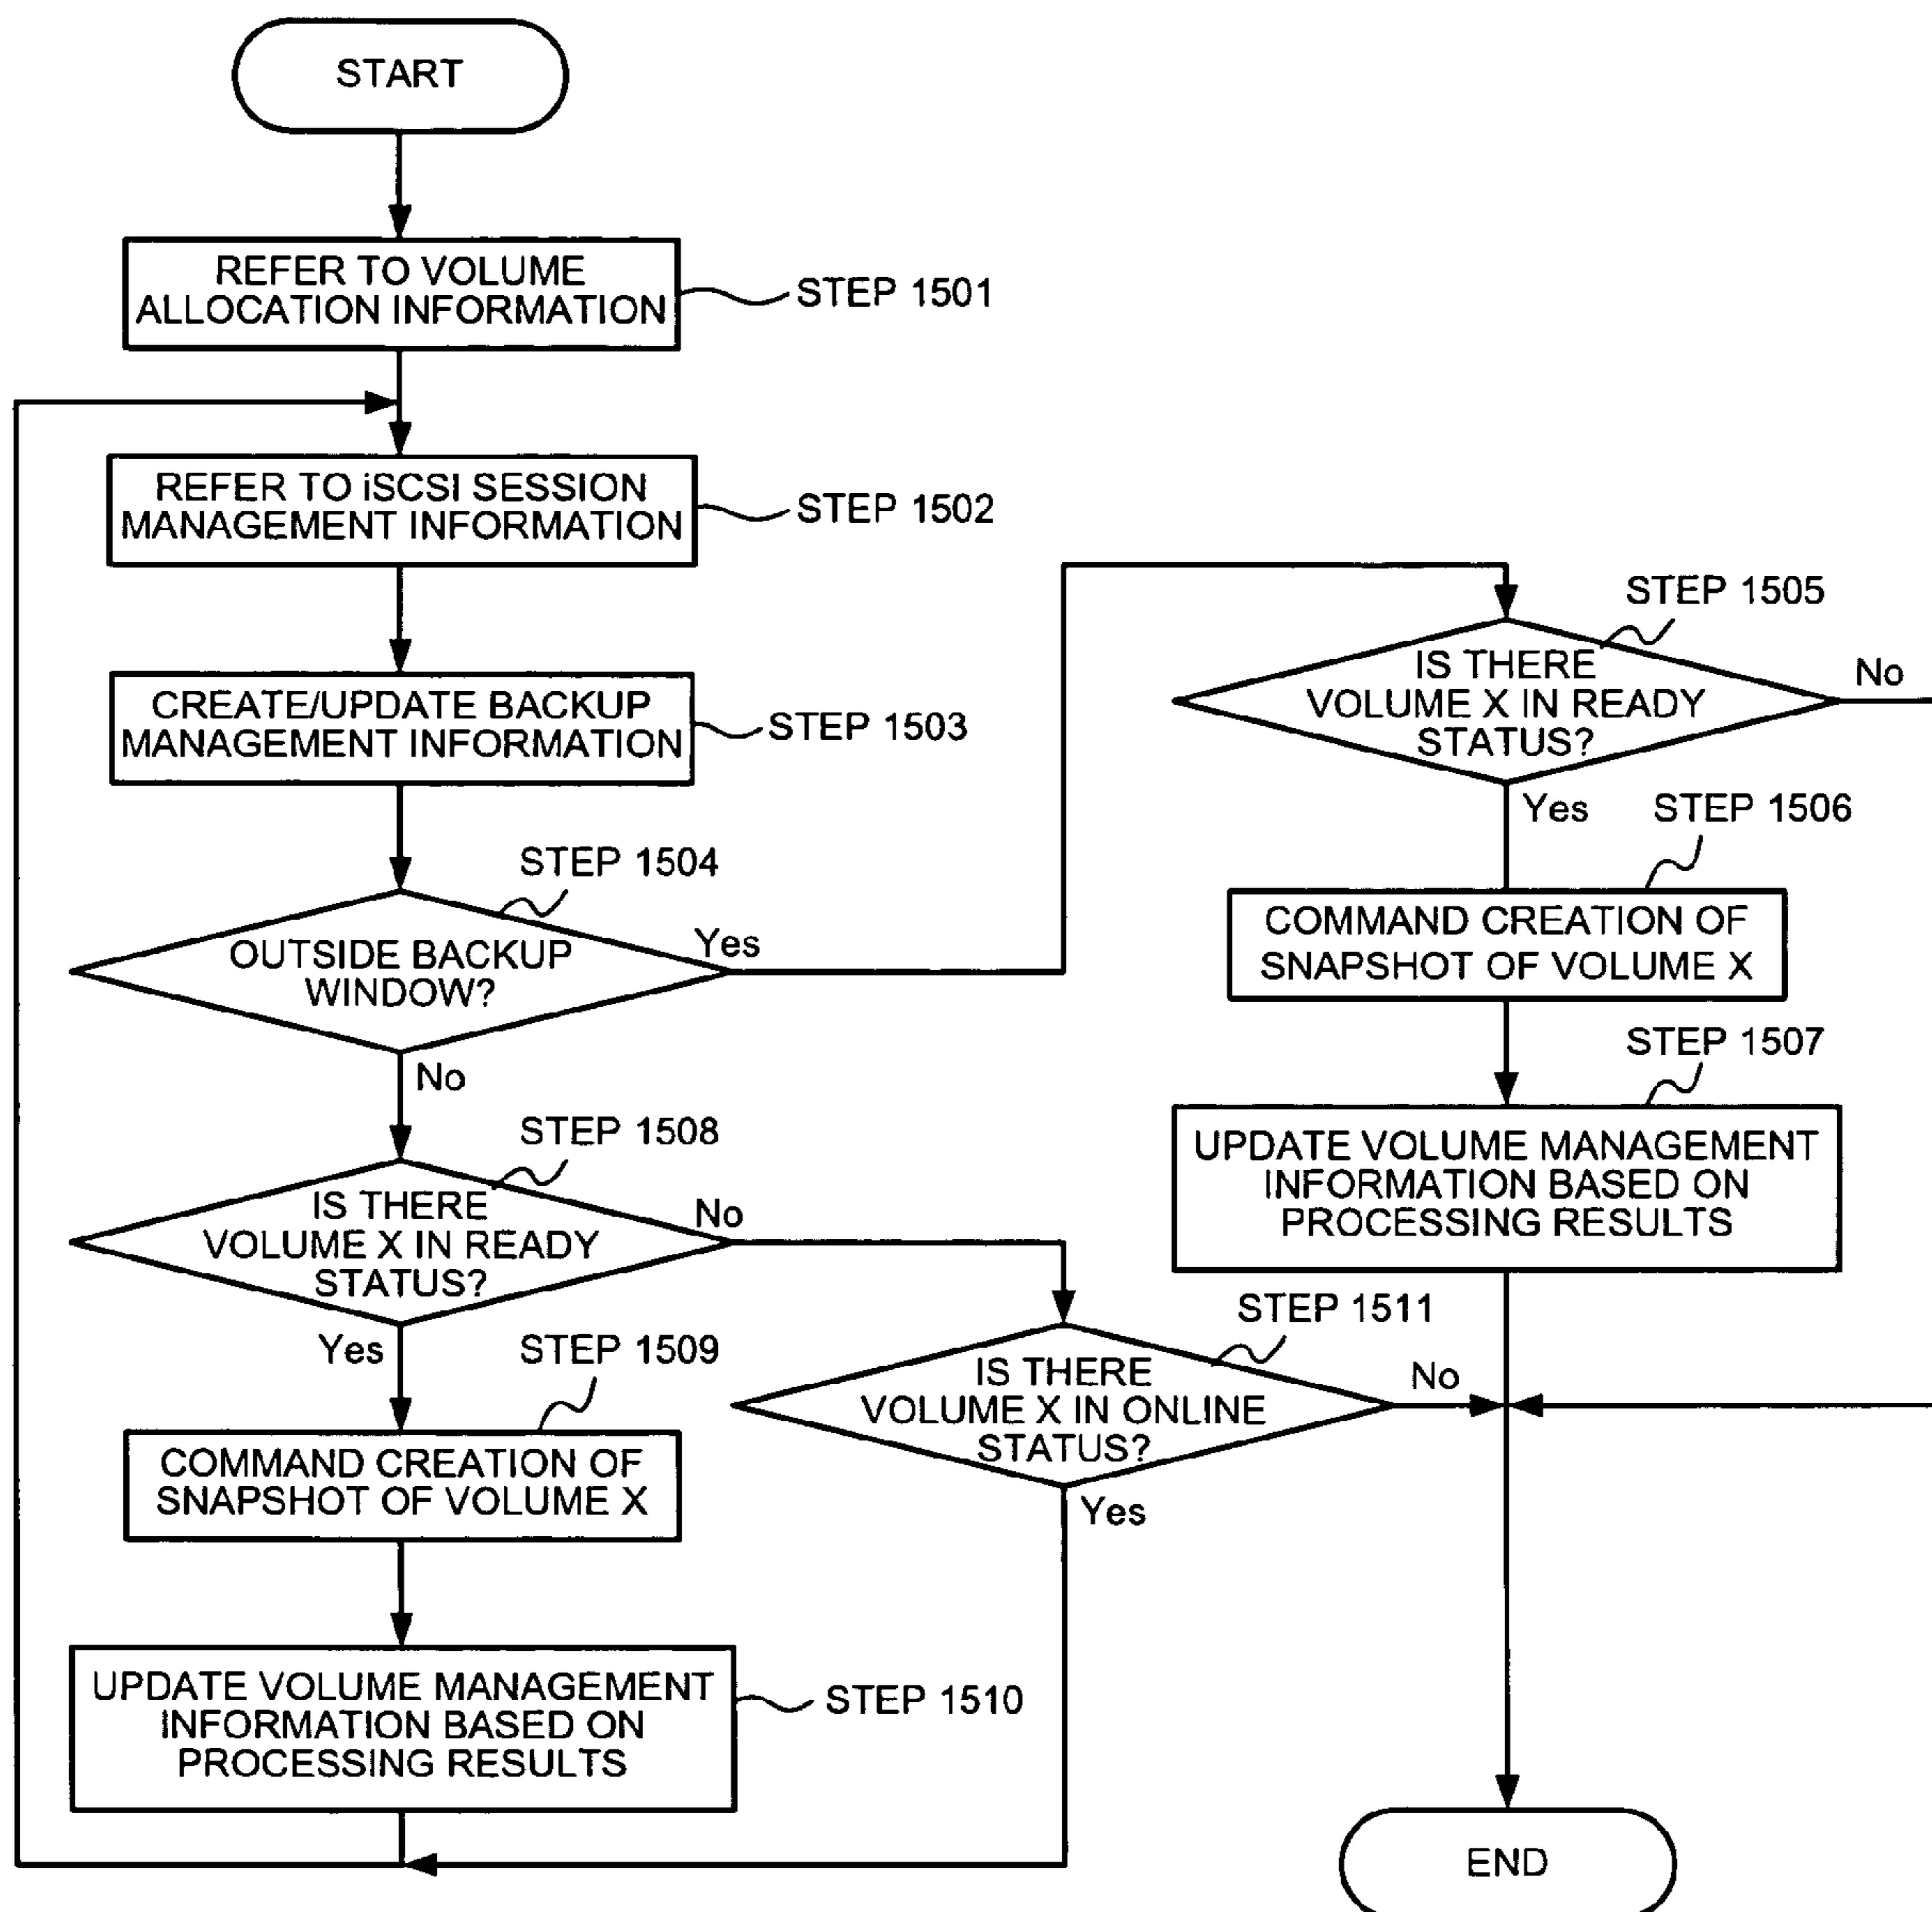 START
REFER TO VOLUME
ALLOCATION INFORMATION
STEP 1501
REFER TO iSCSI SESSION
MANAGEMENT INFORMATION
STEP 1502
CREATE/UPDATE BACKUP
MANAGEMENT INFORMATION
STEP 1503
STEP 1504
OUTSIDE BACKUP
WINDOW?
Yes
No
STEP 1505
IS THERE
VOLUME X IN READY
STATUS?
No
Yes
STEP 1506
COMMAND CREATION OF
SNAPSHOT OF VOLUME X
STEP 1507
UPDATE VOLUME MANAGEMENT
INFORMATION BASED ON
PROCESSING RESULTS
STEP 1508
IS THERE
VOLUME X IN READY
STATUS?
No
Yes
STEP 1509
COMMAND CREATION OF
SNAPSHOT OF VOLUME X
UPDATE VOLUME MANAGEMENT
INFORMATION BASED ON
PROCESSING RESULTS
STEP 1510
STEP 1511
IS THERE
VOLUME X IN ONLINE
STATUS?
No
Yes
END